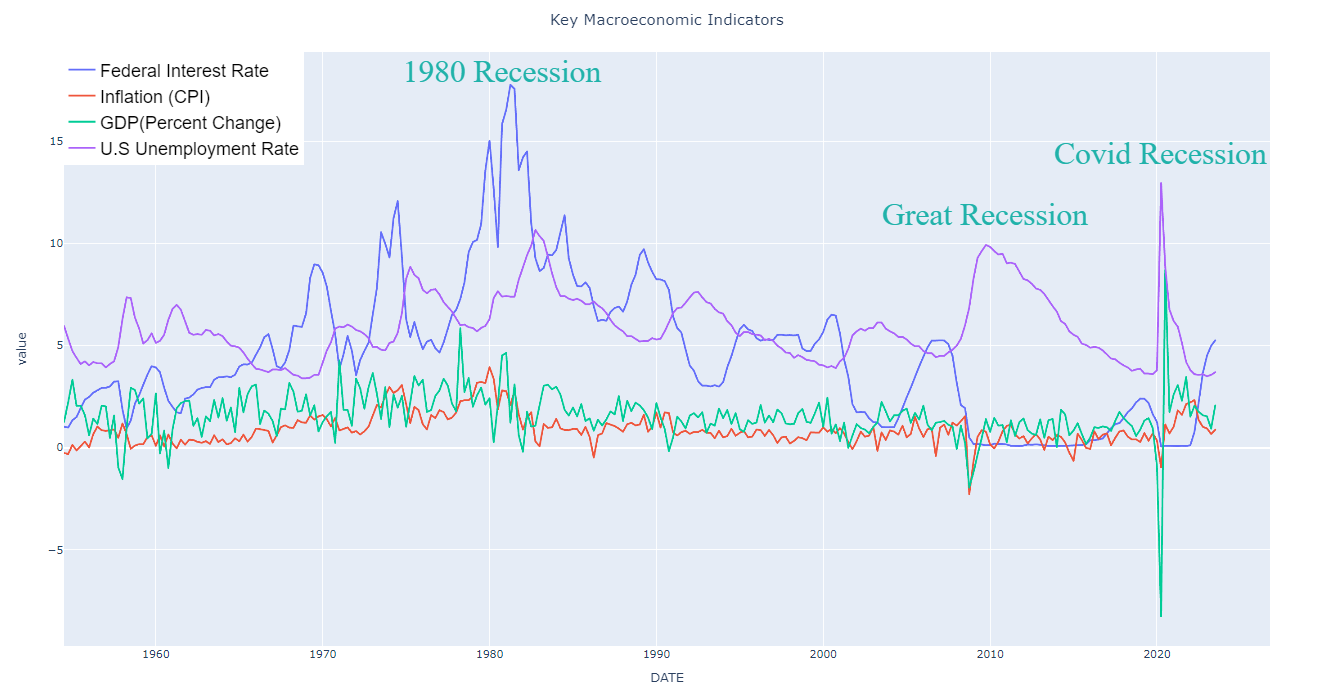 Key Macroeconomic Indicators
Federal Interest Rate
Inflation (CPI)
GDP(Percent Change)
U.S Unemployment Rate
1980 Recession
Covid Recession
Great Recession
15
10
5
0
−5
value
1960 1970 1980 1990 2000 2010 2020
DATE